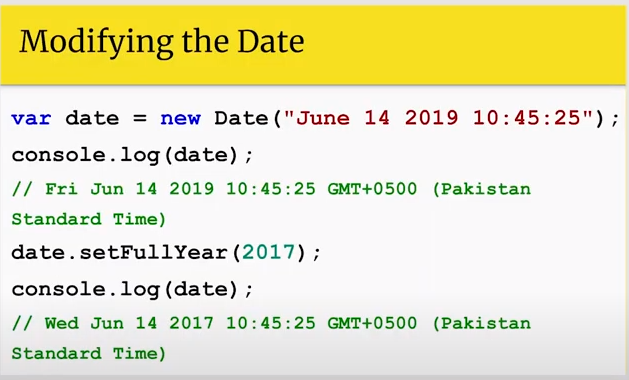 Modifying the Date
var date = new Date("June 14 2019 10:45:25");
console.log(date);
// Fri Jun 14 2019 10:45:25 GMT+0500 (Pakistan
Standard Time)
date.setFullYear(2017);
console.log(date);
// Wed Jun 14 2017 10:45:25 GMT+0500 (Pakistan
Standard Time)